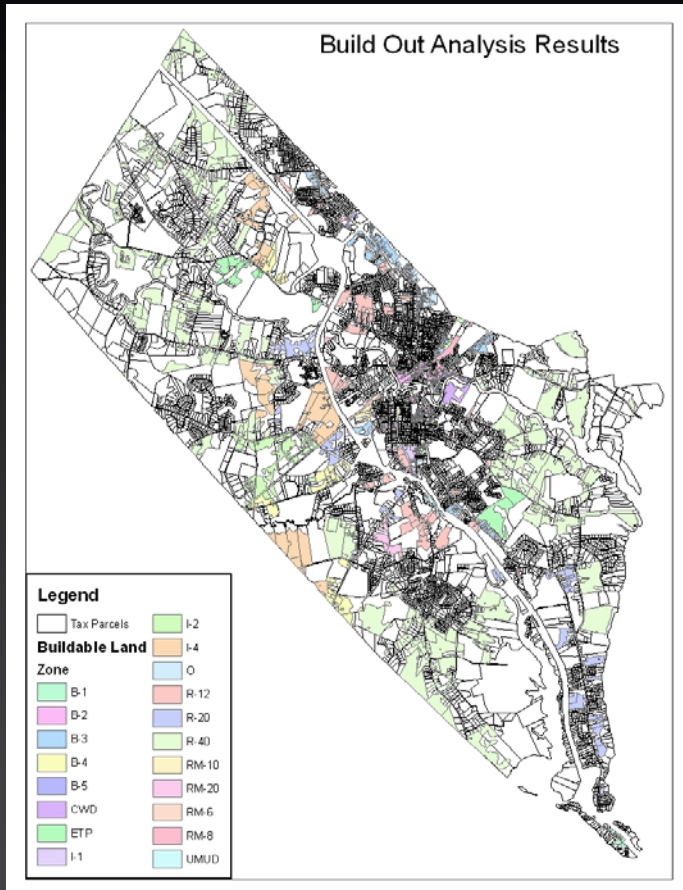 Build Out Analysis Results
Legend
Tax Parcels
Buildable Land
Zone
B-1
B-2
B-3
B-4
B-5
CWD
ETP
I-1
I-2
I-4
O
R-12
R-20
R-40
RM-10
RM-20
RM-6
RM-8
UMUD